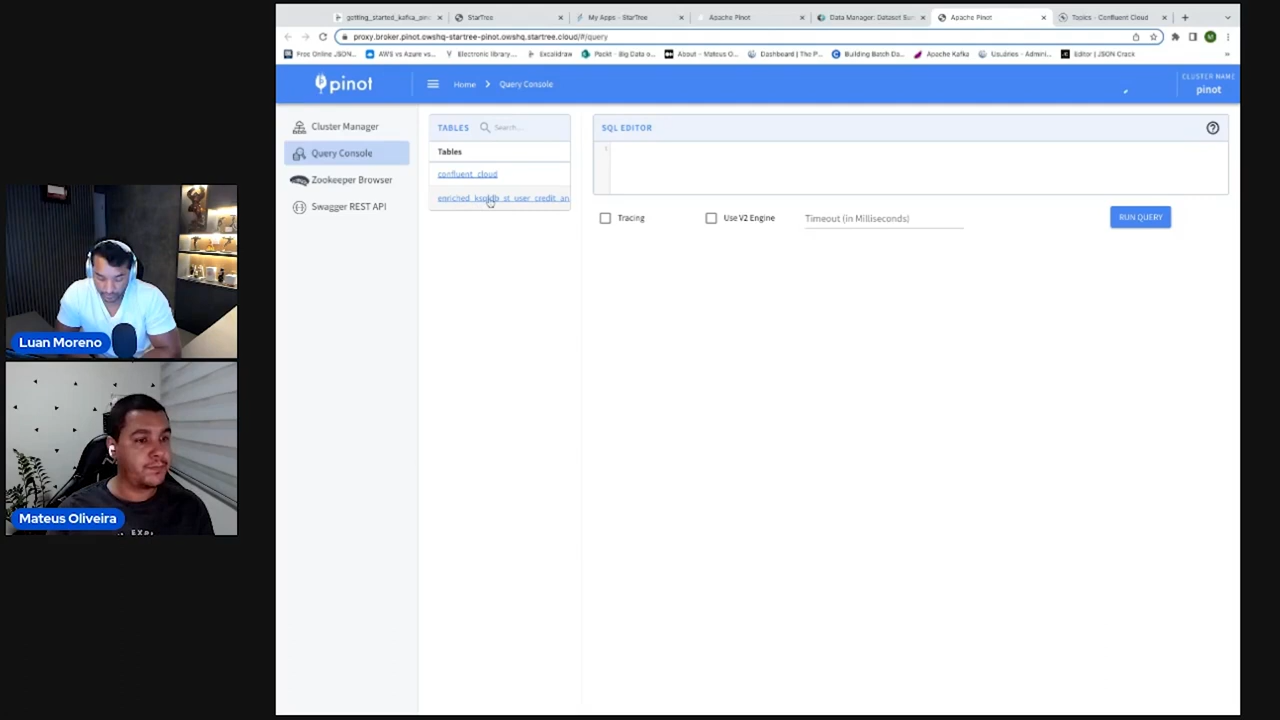 getting_started_kafka_pino
StarTree
My Apps - StarTree
Apache Pinot
Data Manager: Dataset Sum
Apache Pinot
Topics - Confluent Cloud
proxy.broker.pinot.owshq-startree-pinot.owshq.startree.cloud/#/query
Free Online JSON...
AWS vs Azure vs...
Electronic library...
Excalidraw
Packt
Big Data o...
About - Mateus O...
Dashboard | The P...
Building Batch Da...
Apache Kafka
Usuários - Admini...
Editor | JSON Crack
pinot
Home
Query Console
CLUSTER NAME
pinot
Cluster Manager
Query Console
Zookeeper Browser
Swagger REST API
TABLES
Search...
Tables
confluent_cloud
enriched_ksqldb_st_user_credit_an
SQL EDITOR
1
Tracing
Use V2 Engine
Timeout (in Milliseconds)
RUN QUERY
Luan Moreno
Mateus Oliveira